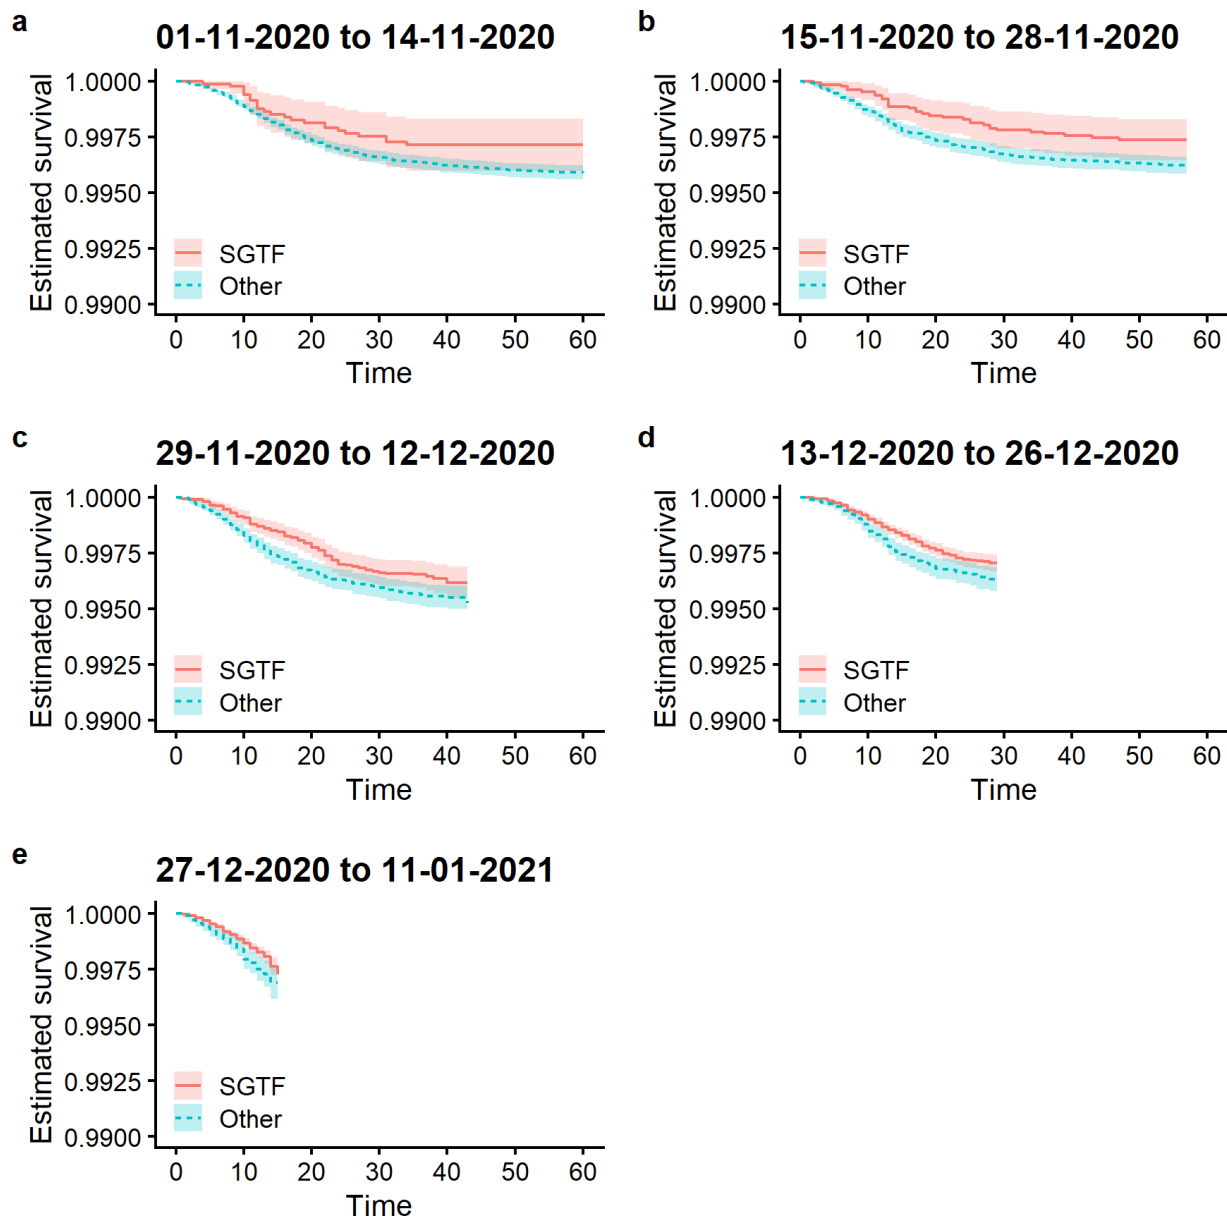 a
01-11-2020 to 14-11-2020
Estimated survival
1.0000
0.9975
0.9950
0.9925
0.9900
SGTF
Other
0 10 20 30 40 50 60
Time
b
15-11-2020 to 28-11-2020
Estimated survival
1.0000
0.9975
0.9950
0.9925
0.9900
SGTF
Other
0 10 20 30 40 50 60
Time
c
29-11-2020 to 12-12-2020
Estimated survival
1.0000
0.9975
0.9950
0.9925
0.9900
SGTF
Other
0 10 20 30 40 50 60
Time
d
13-12-2020 to 26-12-2020
Estimated survival
1.0000
0.9975
0.9950
0.9925
0.9900
SGTF
Other
0 10 20 30 40 50 60
Time
e
27-12-2020 to 11-01-2021
Estimated survival
1.0000
0.9975
0.9950
0.9925
0.9900
SGTF
Other
0 10 20 30 40 50 60
Time